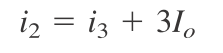 i₂ = i₃ + 3Iₒ